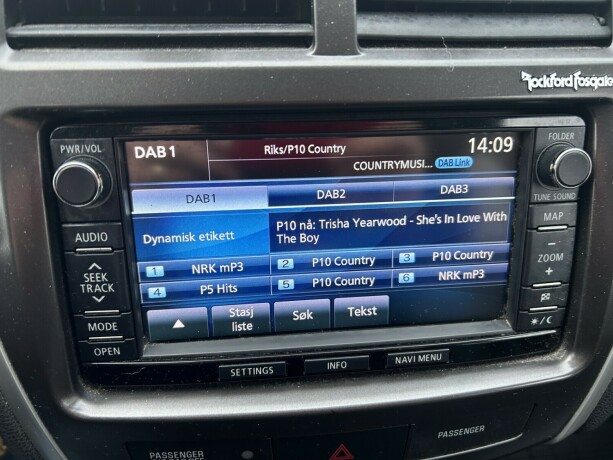 Rockford Fosgate
PWR/VOL
DAB 1
Riks/P10 Country
14:09
FOLDER
COUNTRYMUSI... DAB Link
TUNE SOUND
DAB1 DAB2 DAB3
AUDIO
MAP
Dynamisk etikett
P10 nå: Trisha Yearwood - She's In Love With
The Boy
SEEK
TRACK
−
ZOOM
+
1 NRK mP3 2 P10 Country 3 P10 Country
4 P5 Hits 5 P10 Country 6 NRK mP3
MODE
Stasj
liste
Søk
Tekst
OPEN
SETTINGS
INFO
NAVI MENU
PASSENGER
PASSENGER